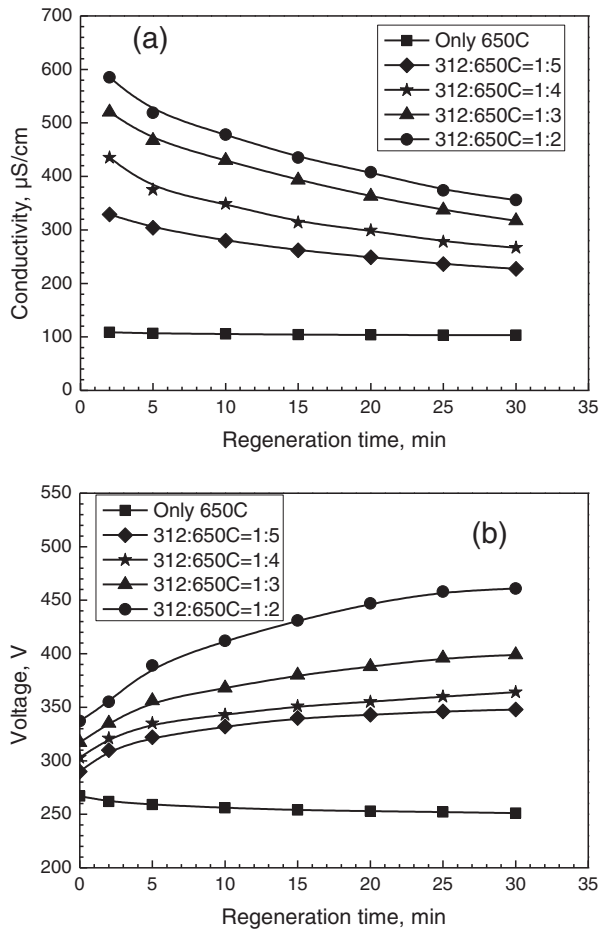 700
600
500
400
300
200
100
0
Conductivity, µS/cm
(a)
Only 650C
312:650C=1:5
312:650C=1:4
312:650C=1:3
312:650C=1:2
0 5 10 15 20 25 30 35
Regeneration time, min
550
500
450
400
350
300
250
200
Voltage, V
Only 650C
312:650C=1:5
312:650C=1:4
312:650C=1:3
312:650C=1:2
(b)
0 5 10 15 20 25 30 35
Regeneration time, min